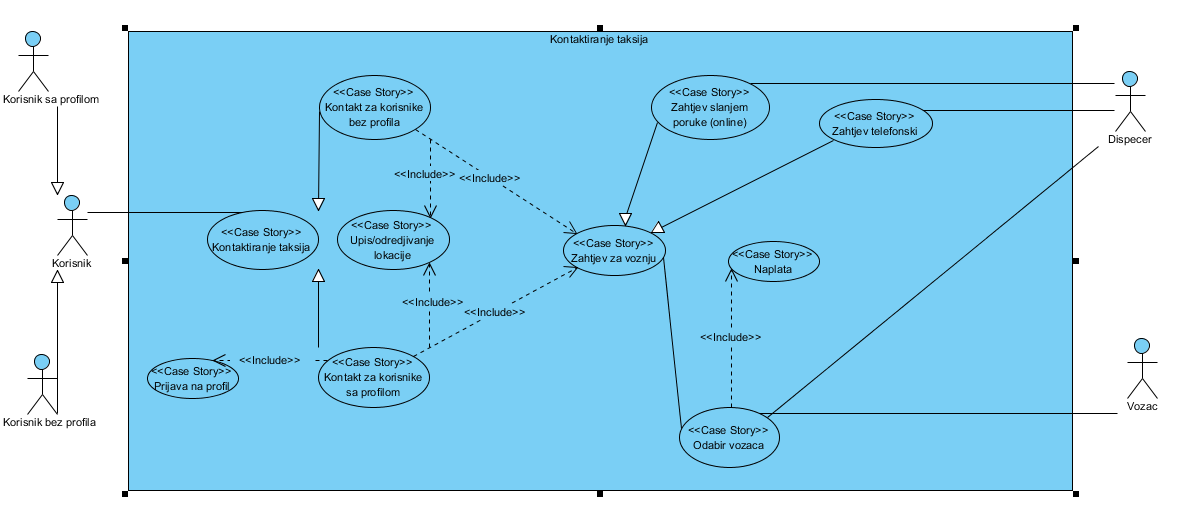 Kontaktiranje taksija
Korisnik sa profilom
<<Case Story>>
Kontakt za korisnike
bez profila
<<Case Story>>
Zahtjev slanjem
poruke (online)
<<Case Story>>
Zahtjev telefonski
Dispecer
<<Include>>
<<Include>>
Korisnik
<<Case Story>>
Kontaktiranje taksija
<<Case Story>>
Upis/odredjivanje
lokacije
<<Case Story>>
Zahtjev za voznju
<<Case Story>>
Naplata
<<Include>>
<<Include>>
<<Include>>
<<Include>>
<<Case Story>>
Prijava na profil
<<Case Story>>
Kontakt za korisnike
sa profilom
Korisnik bez profila
<<Case Story>>
Odabir vozaca
Vozac